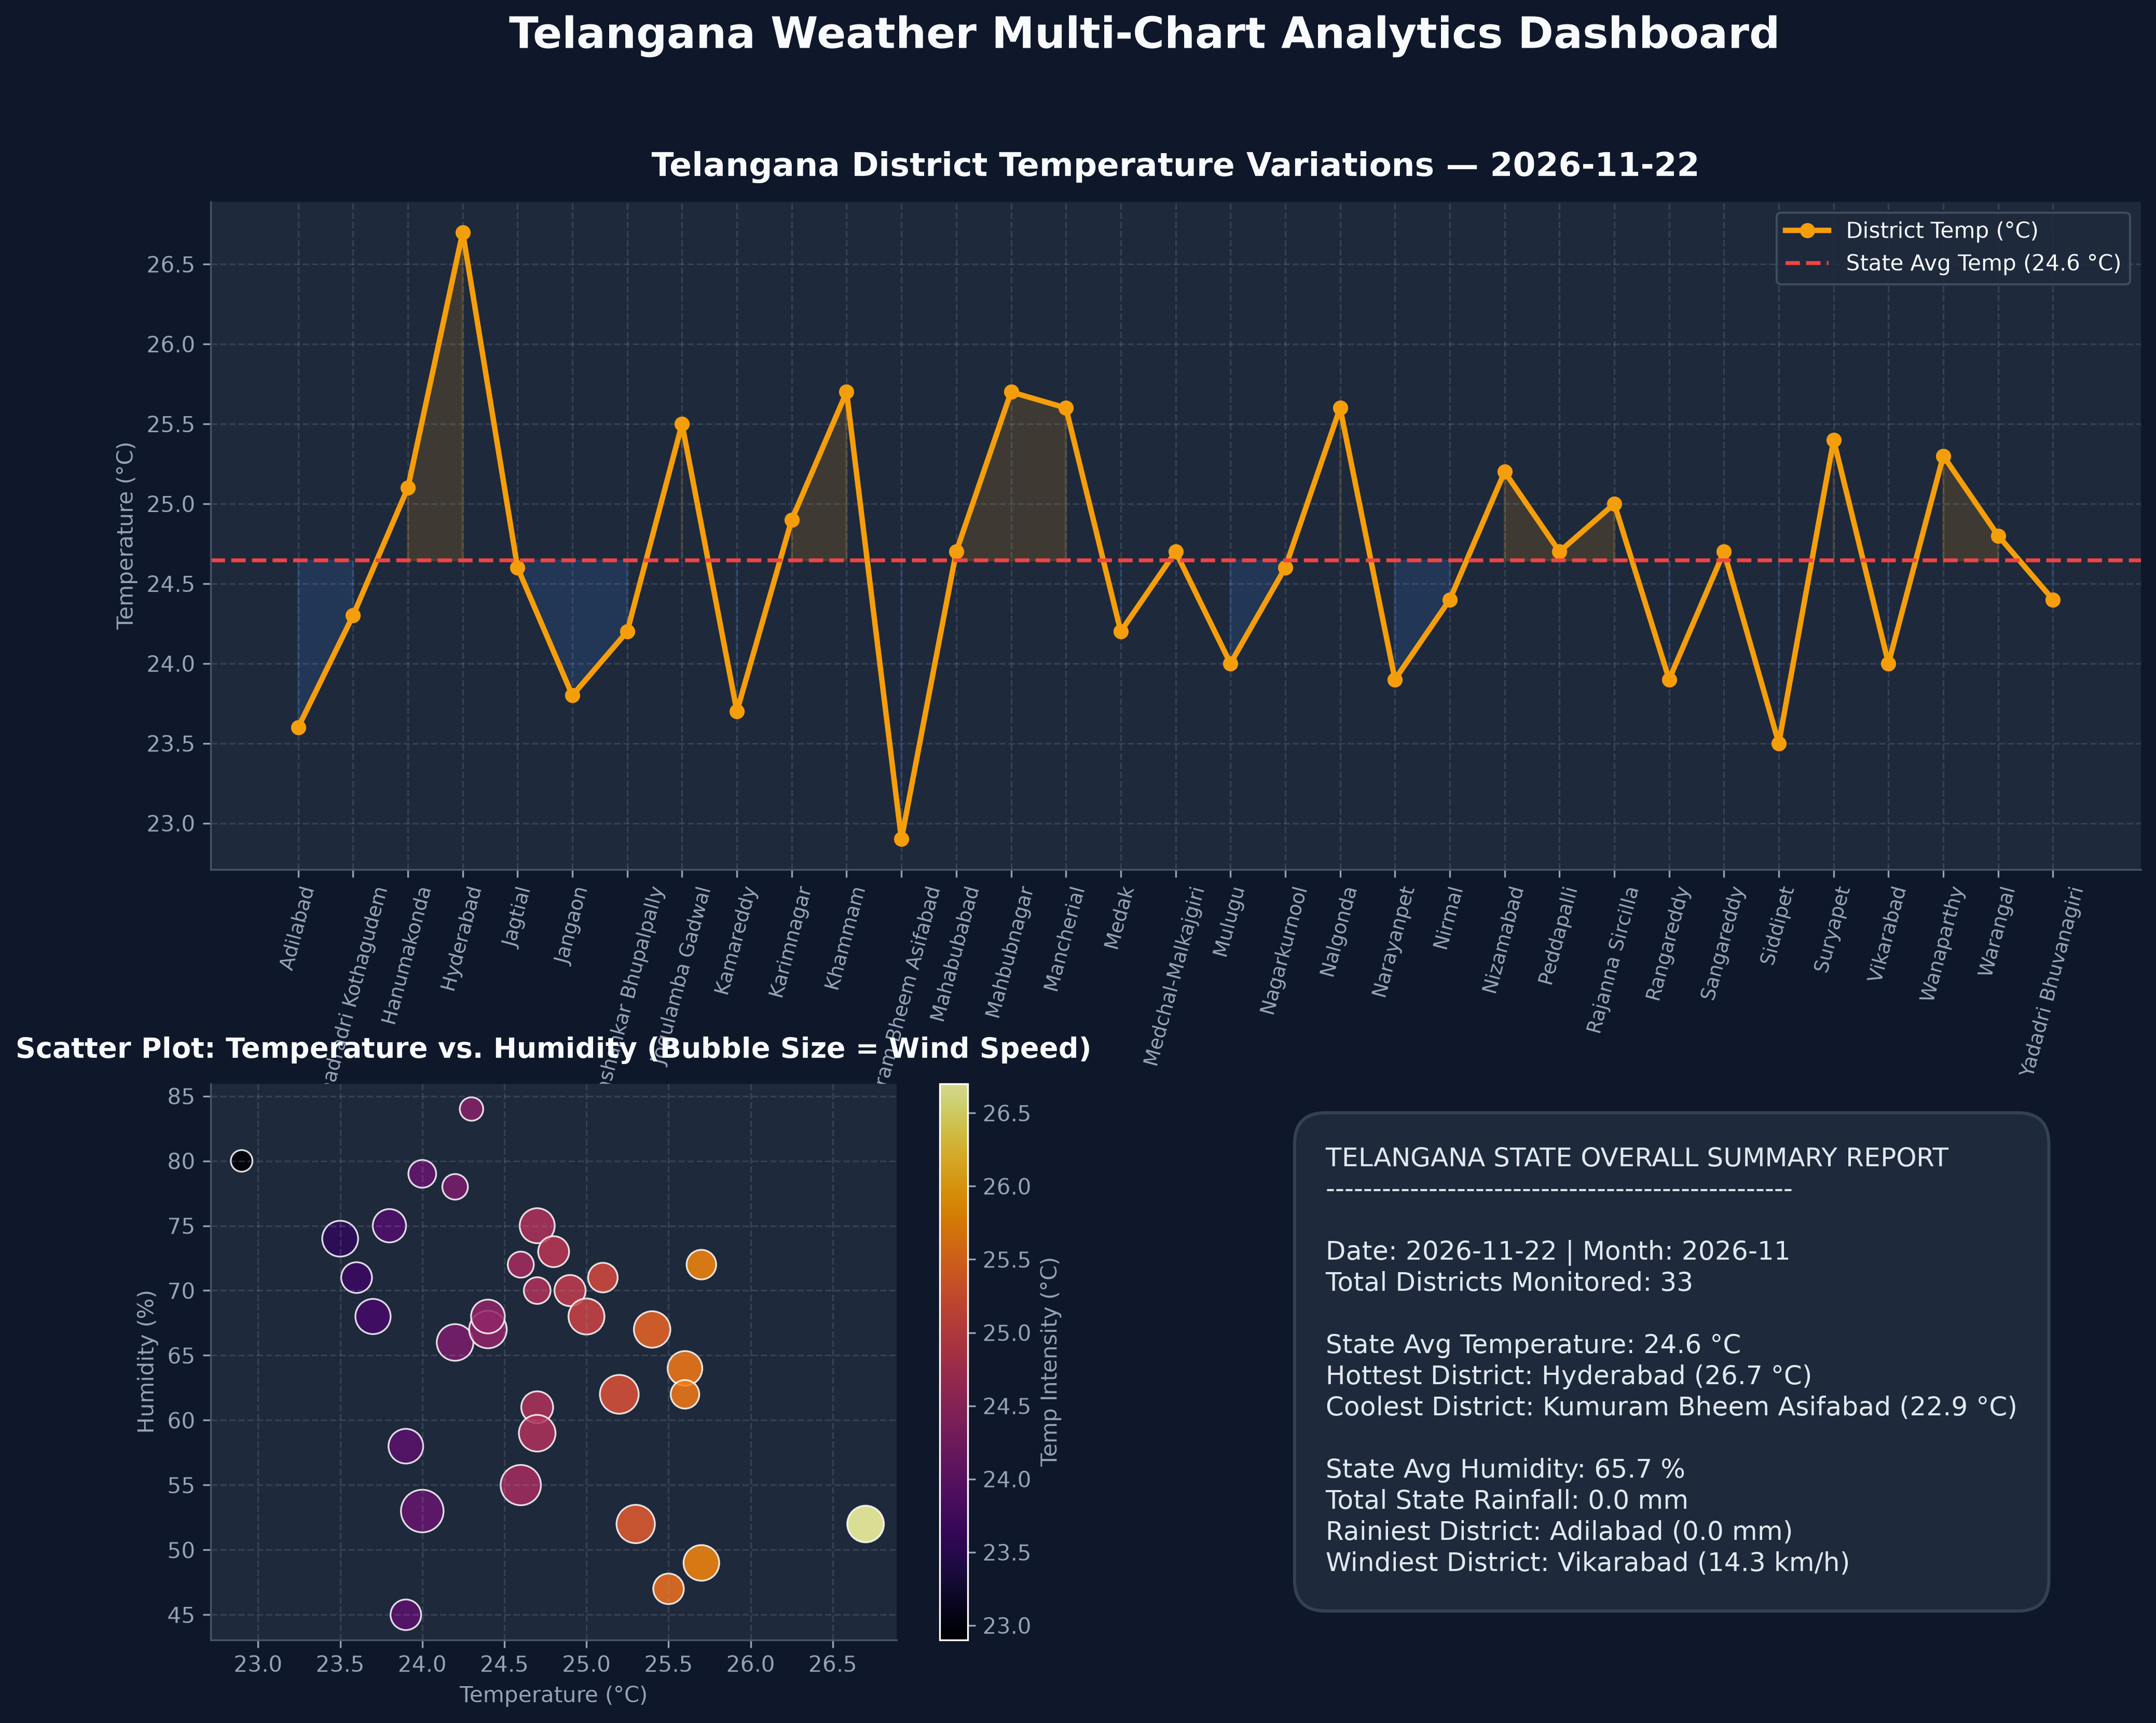 Telangana Weather Multi-Chart Analytics Dashboard
Telangana District Temperature Variations — 2026-11-22
District Temp (°C)
State Avg Temp (24.6 °C)
Temperature (°C)
26.5
26.0
25.5
25.0
24.5
24.0
23.5
23.0
Adilabad
Kothagudem
Hanumakonda
Hyderabad
Jagtial
Jangaon
Bhupalpally
Jogulamba Gadwal
Kamareddy
Karimnagar
Khammam
Bheem Asifabad
Mahabubabad
Mahbubnagar
Mancherial
Medak
Medchal-Malkajgiri
Mulugu
Nagarkurnool
Nalgonda
Narayanpet
Nirmal
Nizamabad
Peddapalli
Rajanna Sircilla
Rangareddy
Sangareddy
Siddipet
Suryapet
Vikarabad
Wanaparthy
Warangal
Yadadri Bhuvanagiri
Scatter Plot: Temperature vs. Humidity (Bubble Size = Wind Speed)
Humidity (%)
85
80
75
70
65
60
55
50
45
23.0 23.5 24.0 24.5 25.0 25.5 26.0 26.5
Temperature (°C)
26.5
26.0
25.5
25.0
24.5
24.0
23.5
23.0
Temp Intensity (°C)
TELANGANA STATE OVERALL SUMMARY REPORT
--------------------------------------------------
Date: 2026-11-22 | Month: 2026-11
Total Districts Monitored: 33
State Avg Temperature: 24.6 °C
Hottest District: Hyderabad (26.7 °C)
Coolest District: Kumuram Bheem Asifabad (22.9 °C)
State Avg Humidity: 65.7 %
Total State Rainfall: 0.0 mm
Rainiest District: Adilabad (0.0 mm)
Windiest District: Vikarabad (14.3 km/h)